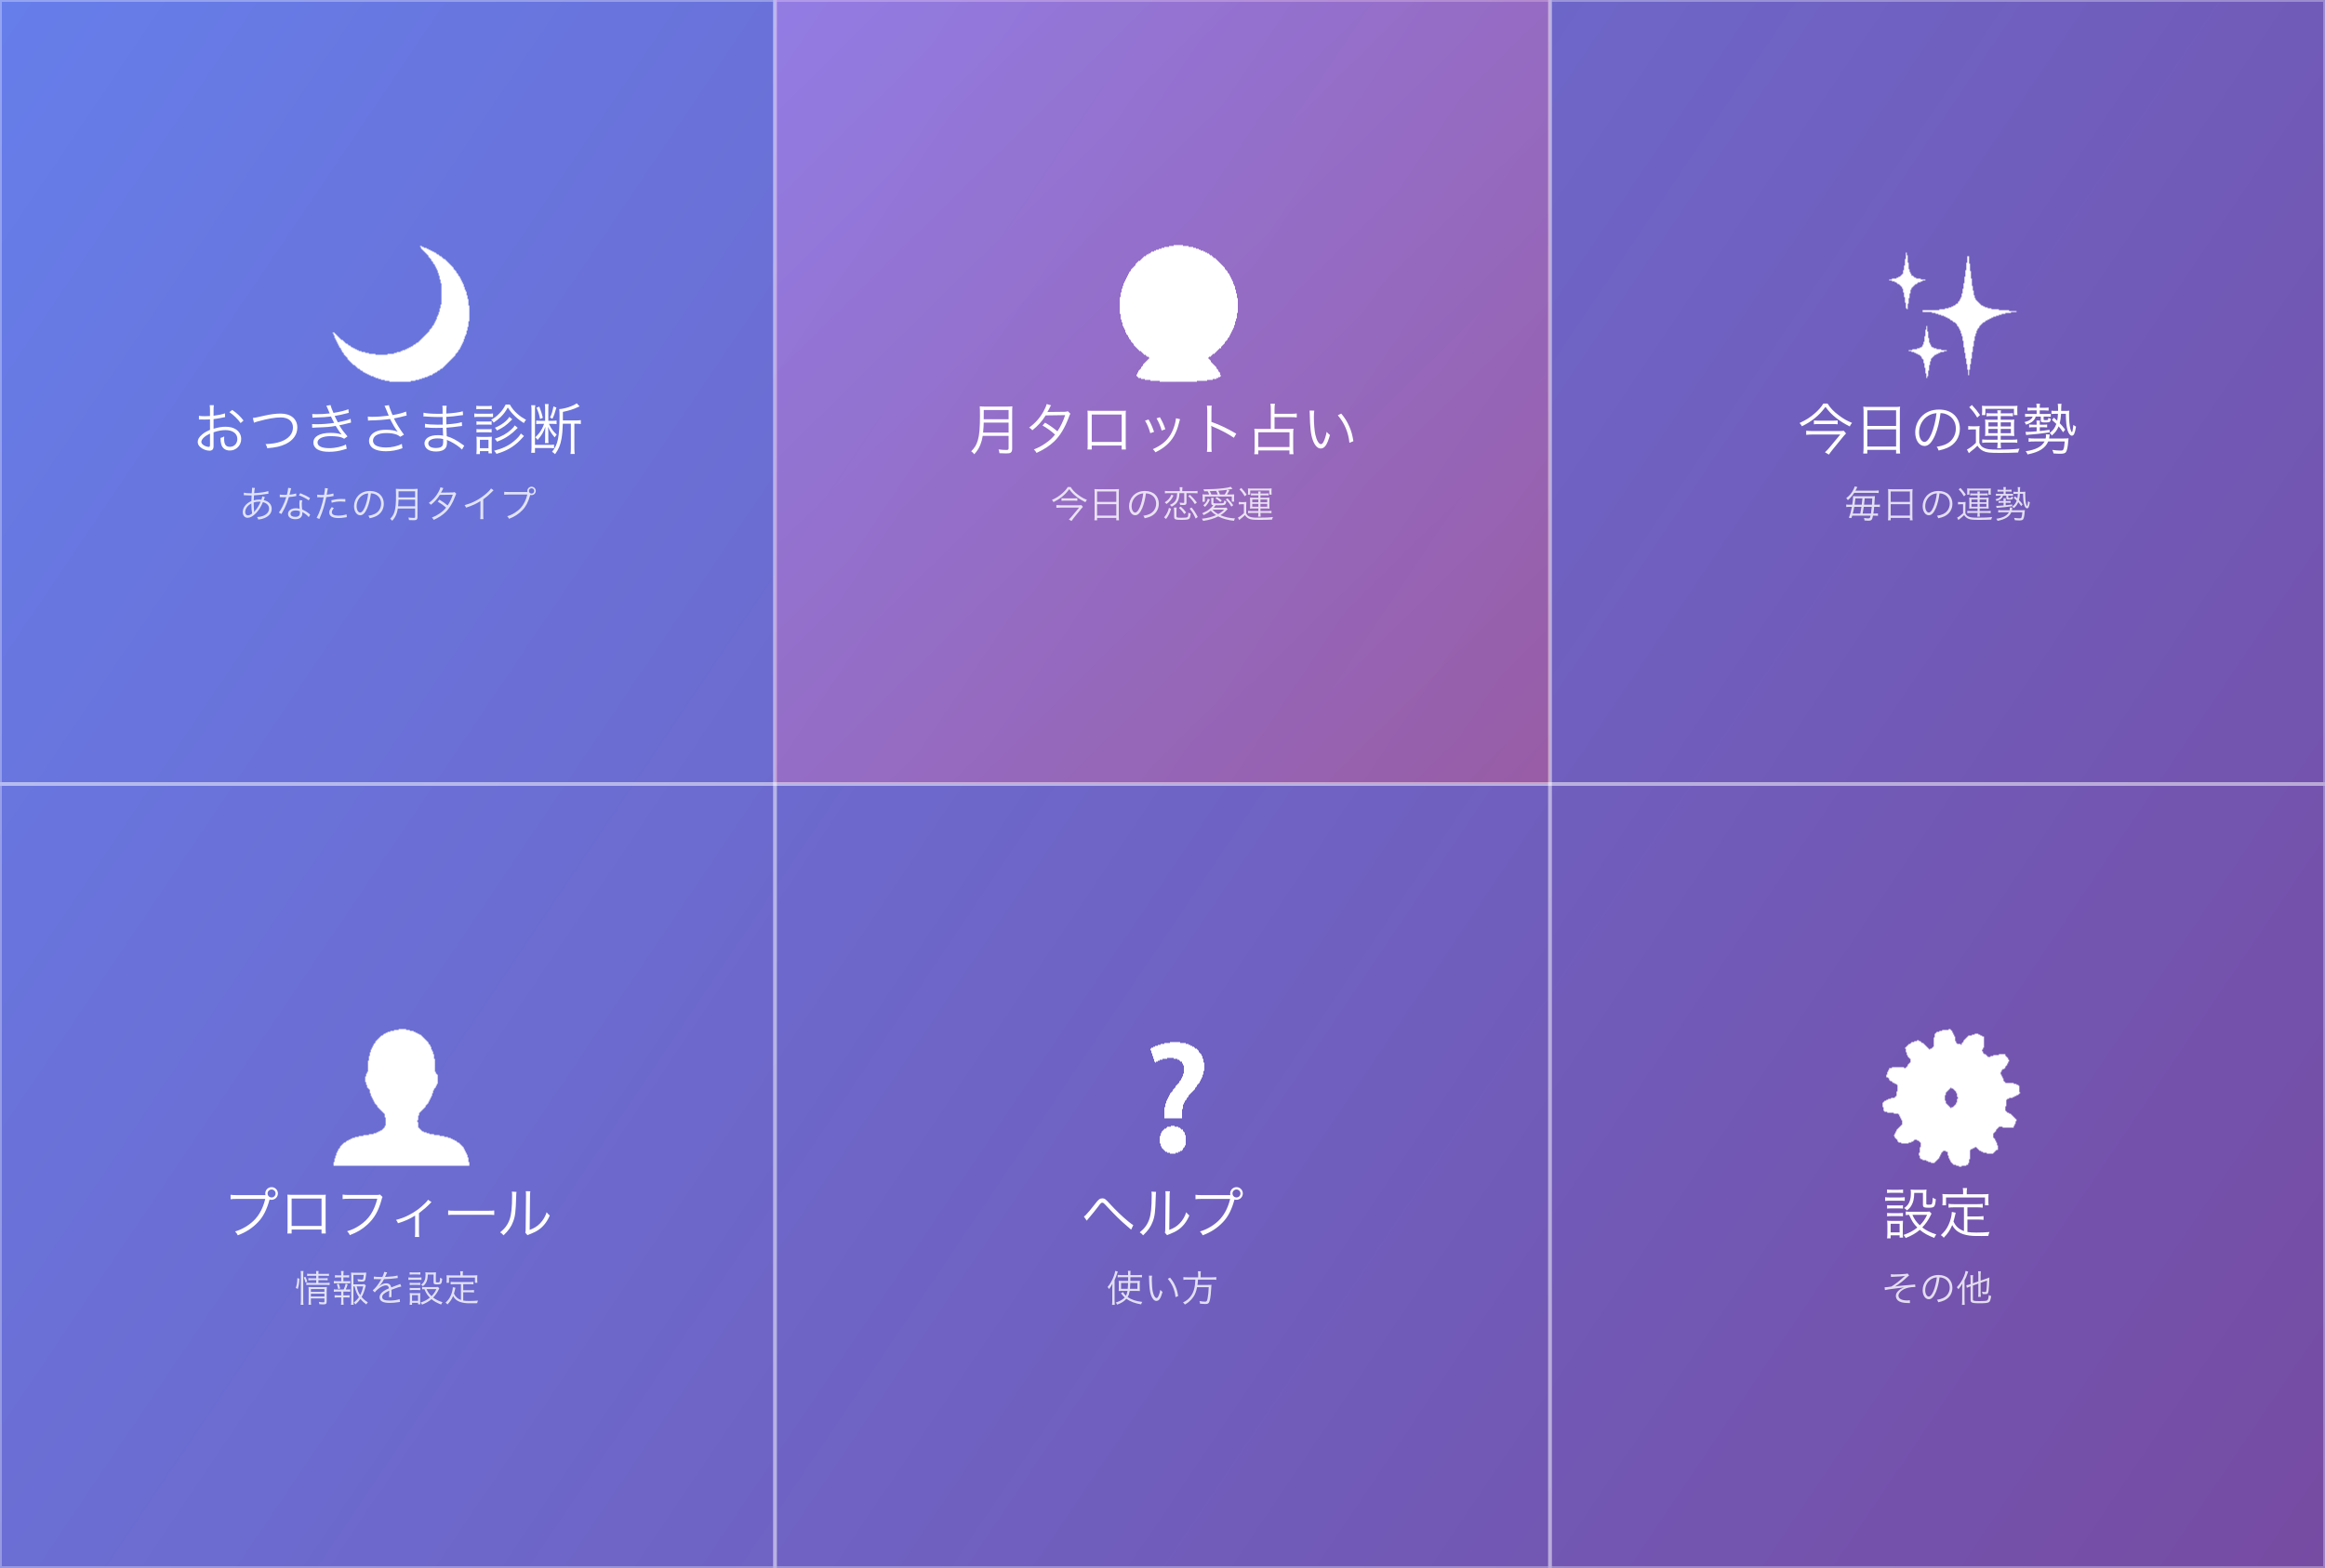 おつきさま診断
あなたの月タイプ
月タロット占い
今日の恋愛運
今日の運勢
毎日の運勢
プロフィール
情報を設定
?
ヘルプ
使い方
設定
その他